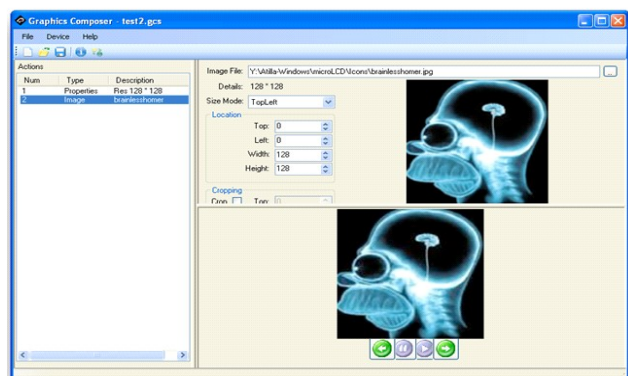 Graphics Composer - test2.gcs
File Device Help
Actions
Num Type Description
1 Properties Res 128 * 128
2 Image brainlesshomer
Image File: Y:\Atilla-Windows\microLCD\Icons\brainlesshomer.jpg
Details: 128 * 128
Size Mode: TopLeft
Location
Top: 0
Left: 0
Width: 128
Height: 128
Cropping
Crop Top: 0